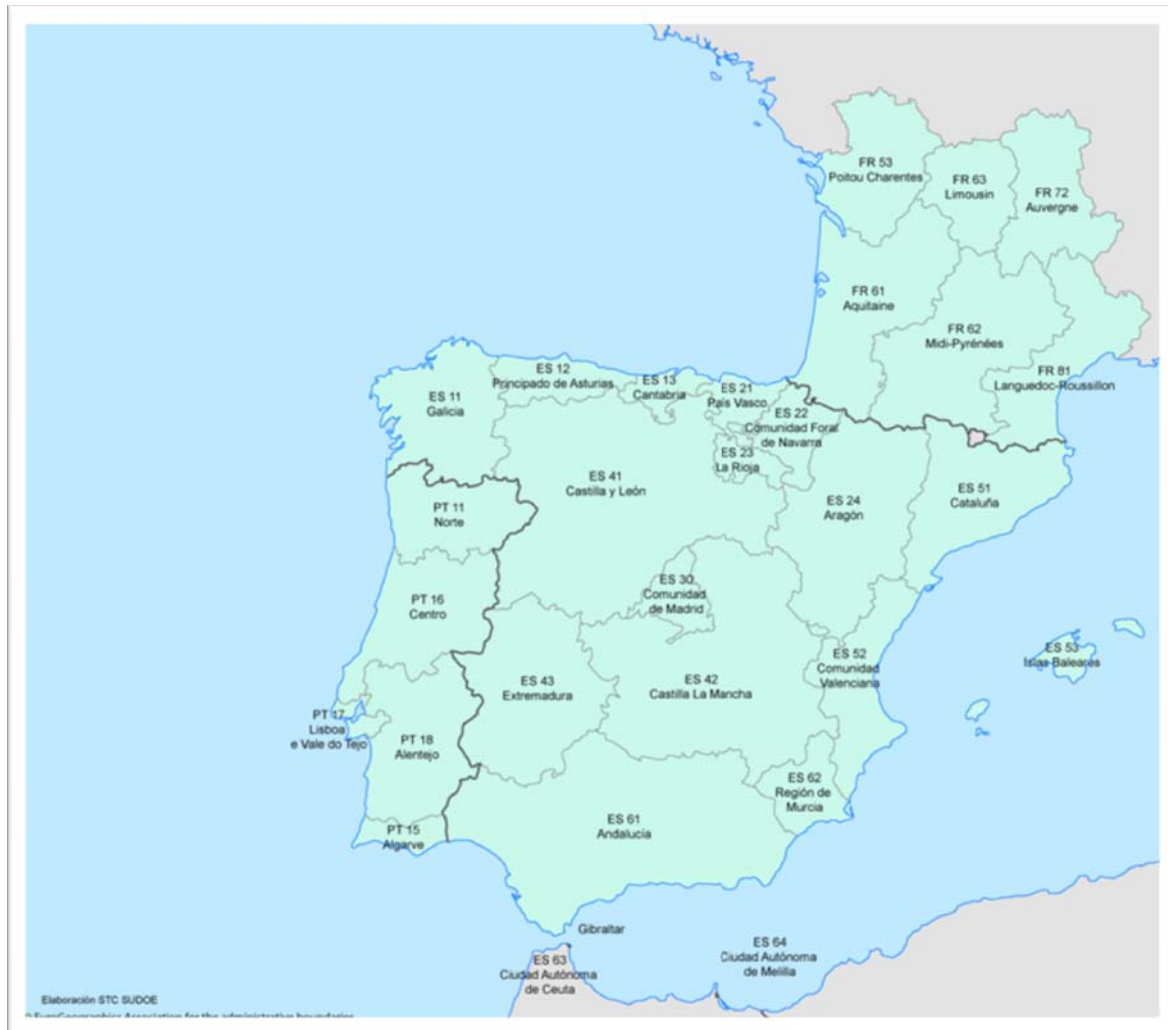 FR 53
Poitou Charentes
FR 63
Limousin
FR 72
Auvergne
FR 61
Aquitaine
FR 62
Midi-Pyrénées
FR 81
Languedoc-Roussillon
ES 11
Galicia
ES 12
Principado de Asturias
ES 13
Cantabria
ES 21
País Vasco
ES 22
Comunidad Foral
de Navarra
ES 23
La Rioja
ES 41
Castilla y León
ES 24
Aragón
ES 51
Cataluña
PT 11
Norte
PT 16
Centro
ES 30
Comunidad
de Madrid
ES 43
Extremadura
ES 42
Castilla La Mancha
ES 52
Comunidad
Valenciana
ES 53
Islas Baleares
PT 17
Lisboa
e Vale do Tejo
PT 18
Alentejo
ES 62
Región de
Murcia
ES 61
Andalucía
PT 15
Algarve
Gibraltar
ES 63
Ciudad Autónoma
de Ceuta
ES 64
Ciudad Autónoma
de Melilla
Elaboración STC SUDOE
© EuroGeographics Association for the administrative boundaries